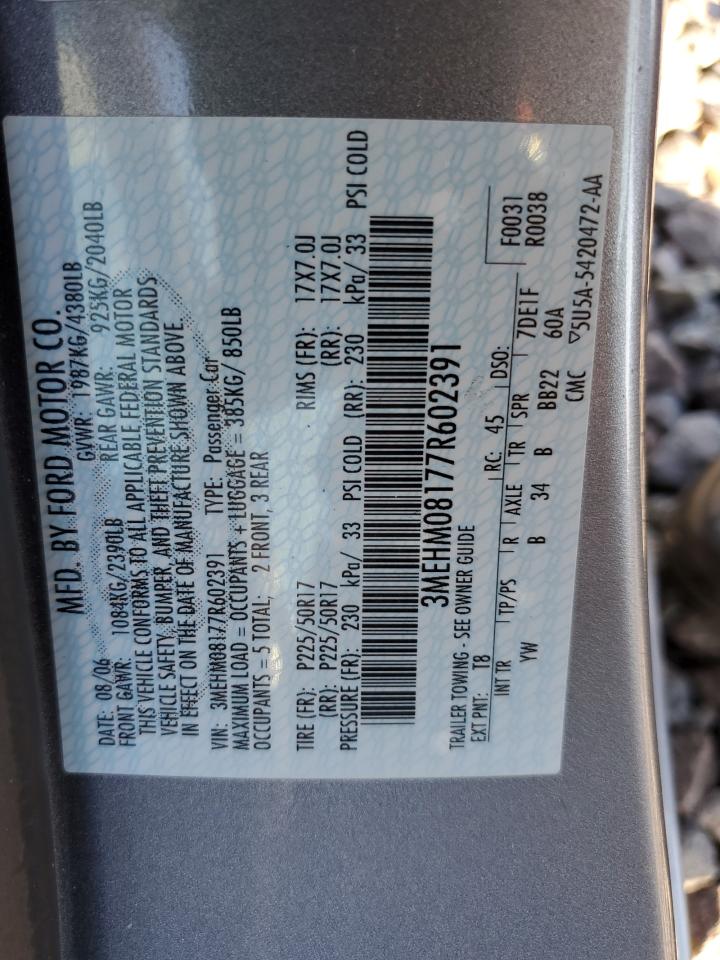 MFD. BY FORD MOTOR CO.
DATE: 08/06 GVWR: 1987KG/4380LB
FRONT GAWR: 1084KG/2390LB REAR GAWR: 925KG/2040LB
THIS VEHICLE CONFORMS TO ALL APPLICABLE FEDERAL MOTOR
VEHICLE SAFETY, BUMPER, AND THEFT PREVENTION STANDARDS
IN EFFECT ON THE DATE OF MANUFACTURE SHOWN ABOVE.
VIN: 3MEHM08177R602391 TYPE: Passenger Car
MAXIMUM LOAD = OCCUPANTS + LUGGAGE = 385KG/ 850LB
OCCUPANTS = 5 TOTAL; 2 FRONT, 3 REAR
TIRE (FR): P225/50R17 RIMS (FR): 17X7.0J
(RR): P225/50R17 (RR): 17X7.0J
PRESSURE (FR): 230 kPa/ 33 PSI COLD (RR): 230 kPa/ 33 PSI COLD
3MEHM08177R602391
TRAILER TOWING - SEE OWNER GUIDE F0031
EXT PNT: T8 RC: 45 DSO: R0038
INT TR TP/PS R AXLE TR SPR 7DE1F
YW B 34 B BB22 60A
CMC ▽5U5A-5420472-AA